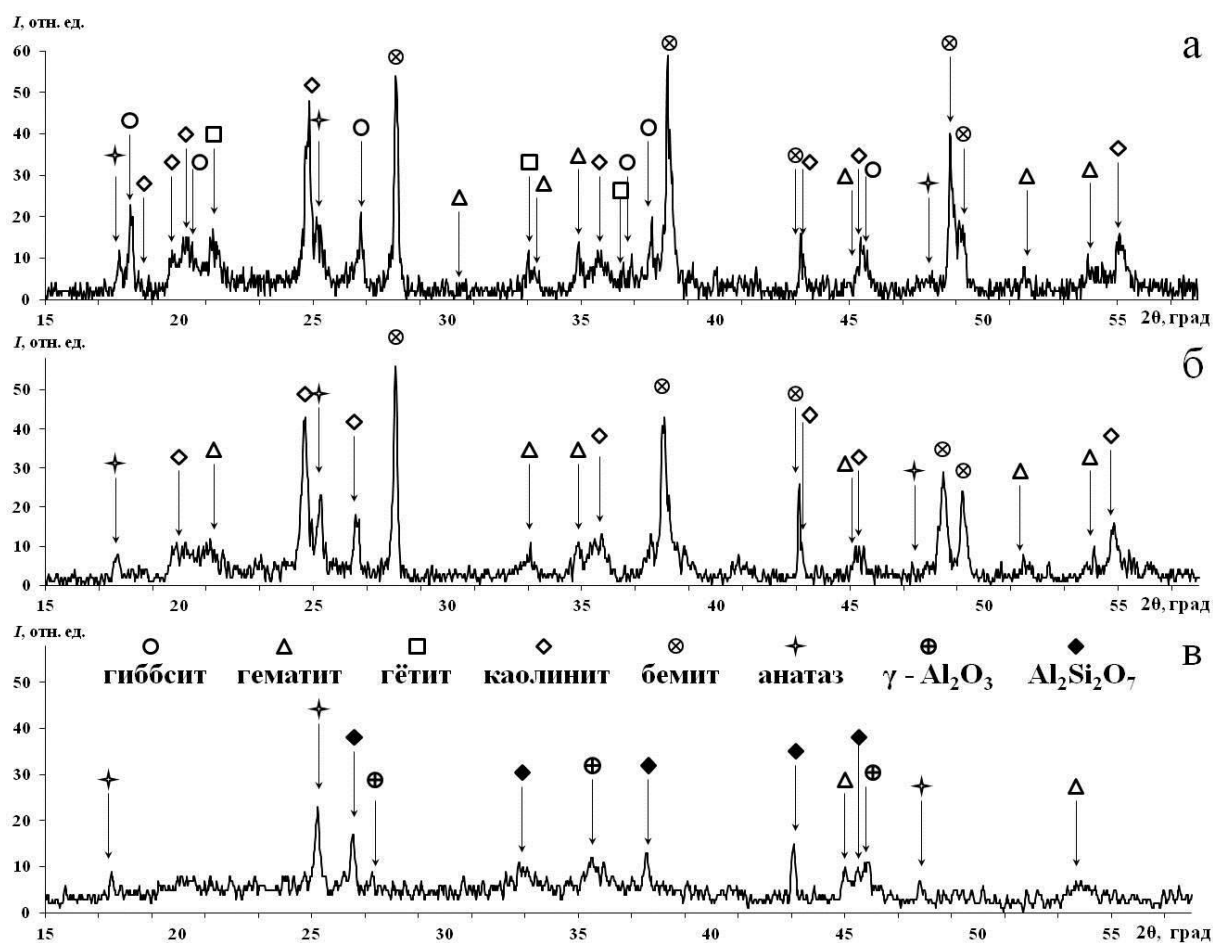 I, отн. ед.
а
60
50
40
30
20
10
0
15 20 25 30 35 40 45 50 55 2θ, град
I, отн. ед.
б
50
40
30
20
10
0
15 20 25 30 35 40 45 50 55 2θ, град
I, отн. ед.
в
гиббсит гематит гётит каолинит бемит анатаз γ - Al₂O₃ Al₂Si₂O₇
50
40
30
20
10
0
15 20 25 30 35 40 45 50 55 2θ, град